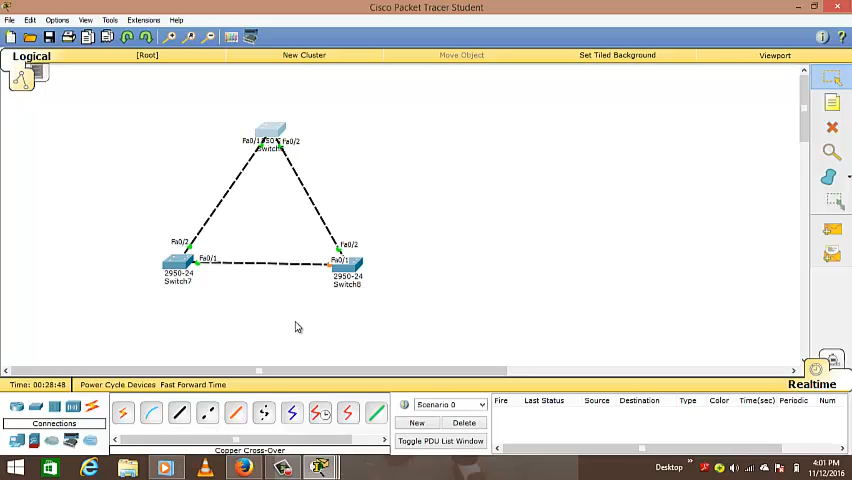 Cisco Packet Tracer Student
File Edit Options View Tools Extensions Help
Logical [Root] New Cluster Move Object Set Tiled Background Viewport
Fa0/1 Fa0/2
Fa0/2
Fa0/1
2950-24
Switch7
Fa0/2
Fa0/1
2950-24
Switch8
Time: 00:28:48 Power Cycle Devices Fast Forward Time Realtime
Connections
Copper Cross-Over
Scenario 0
New Delete
Toggle PDU List Window
Fire Last Status Source Destination Type Color Time(sec) Periodic Num
Desktop
4:01 PM
11/12/2016